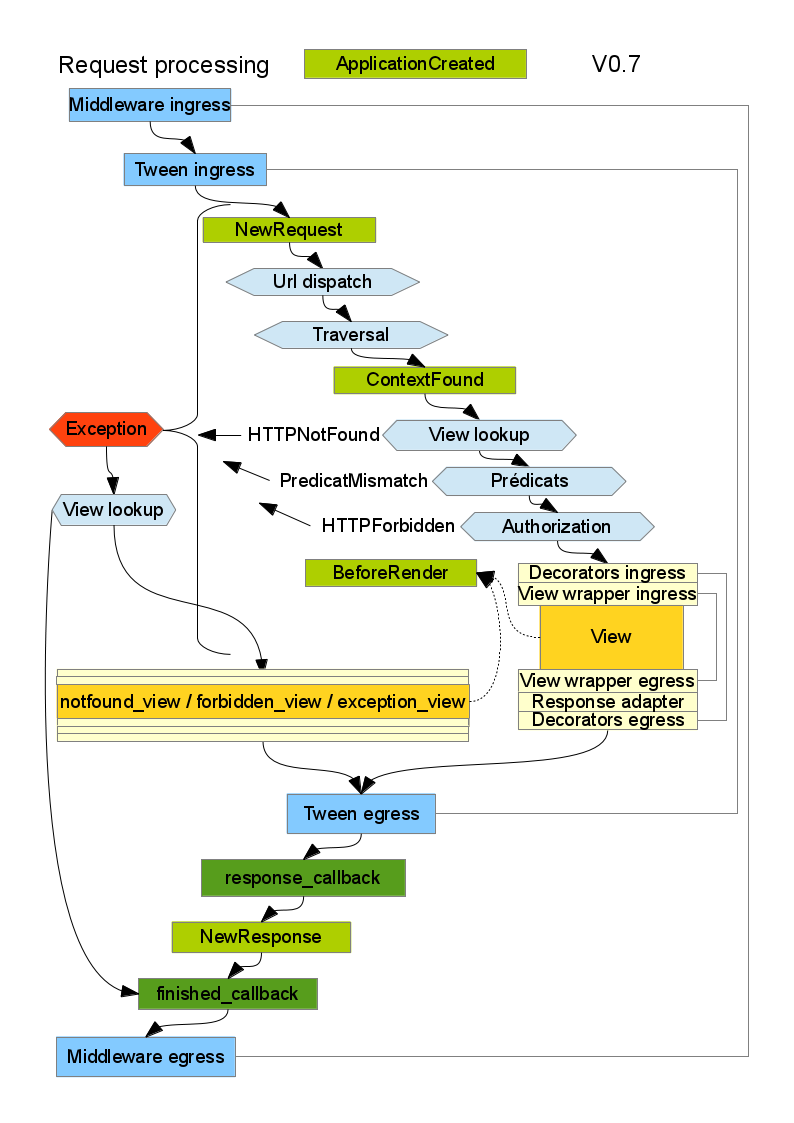 Request processing
ApplicationCreated
V0.7
Middleware ingress
Tween ingress
NewRequest
Url dispatch
Traversal
ContextFound
Exception
HTTPNotFound
View lookup
PredicatMismatch
Prédicats
View lookup
HTTPForbidden
Authorization
BeforeRender
Decorators ingress
View wrapper ingress
View
View wrapper egress
notfound_view / forbidden_view / exception_view
Response adapter
Decorators egress
Tween egress
response_callback
NewResponse
finished_callback
Middleware egress